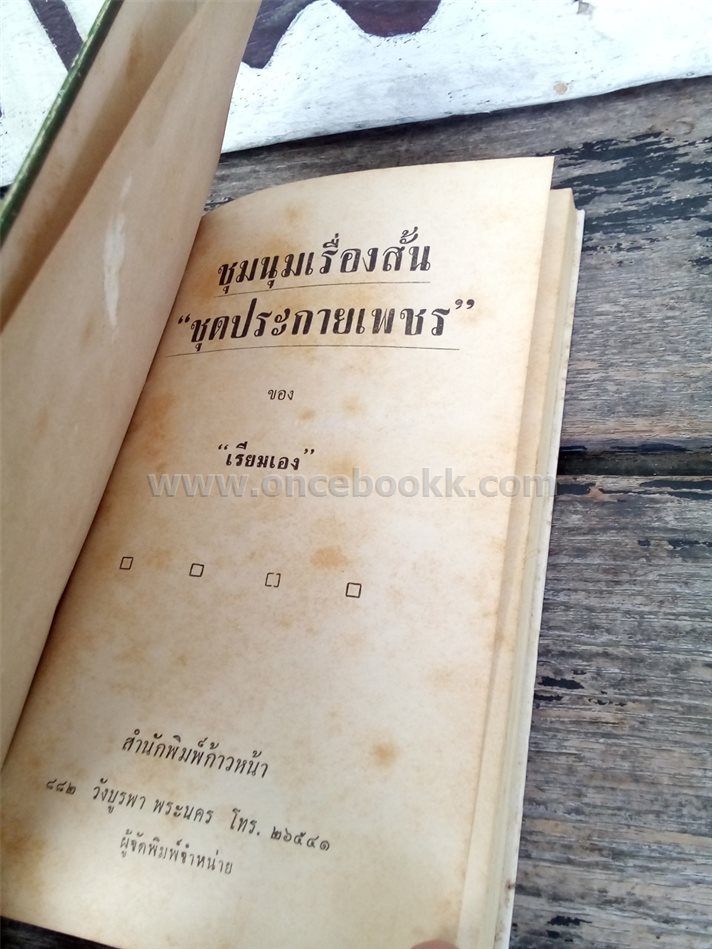 ชุมนุมเรื่องสั้น
“ชุดประกายเพชร”
ของ
“เรียมเอง”
www.oncebookk.com
สำนักพิมพ์ก้าวหน้า
๘๘๒ วังบูรพา พระนคร โทร. ๒๖๕๔๑
ผู้จัดพิมพ์จำหน่าย